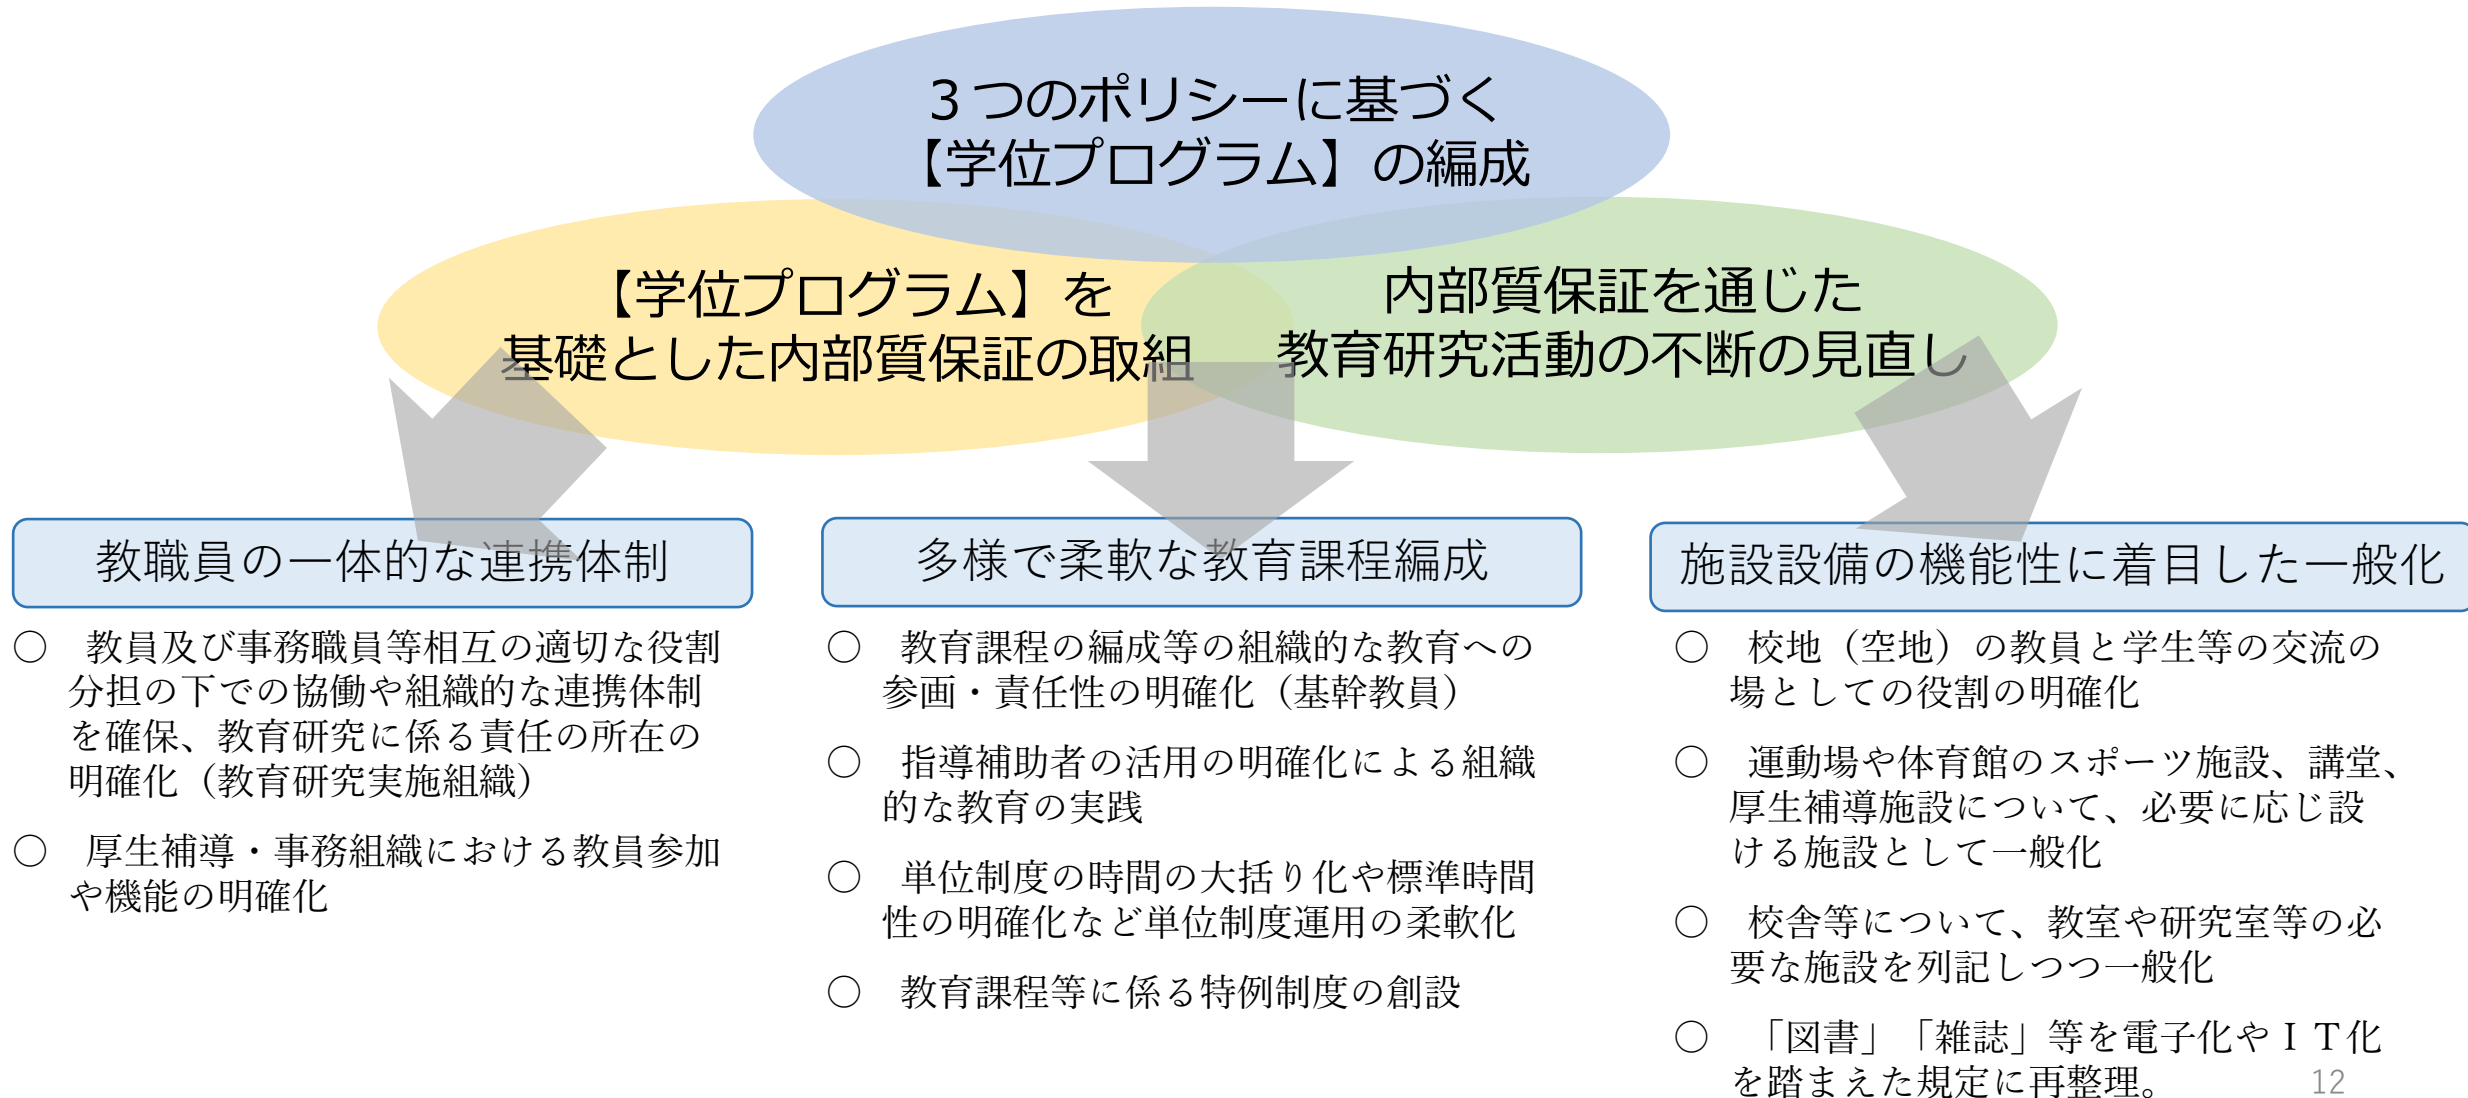 ３つのポリシーに基づく
【学位プログラム】の編成
【学位プログラム】を
基礎とした内部質保証の取組
内部質保証を通じた
教育研究活動の不断の見直し
教職員の一体的な連携体制
○　教員及び事務職員等相互の適切な役割
分担の下での協働や組織的な連携体制
を確保、教育研究に係る責任の所在の
明確化（教育研究実施組織）
○　厚生補導・事務組織における教員参加
や機能の明確化
多様で柔軟な教育課程編成
○　教育課程の編成等の組織的な教育への
参画・責任性の明確化（基幹教員）
○　指導補助者の活用の明確化による組織
的な教育の実践
○　単位制度の時間の大括り化や標準時間
性の明確化など単位制度運用の柔軟化
○　教育課程等に係る特例制度の創設
施設設備の機能性に着目した一般化
○　校地（空地）の教員と学生等の交流の
場としての役割の明確化
○　運動場や体育館のスポーツ施設、講堂、
厚生補導施設について、必要に応じ設
ける施設として一般化
○　校舎等について、教室や研究室等の必
要な施設を列記しつつ一般化
○　「図書」「雑誌」等を電子化やＩＴ化
を踏まえた規定に再整理。
12